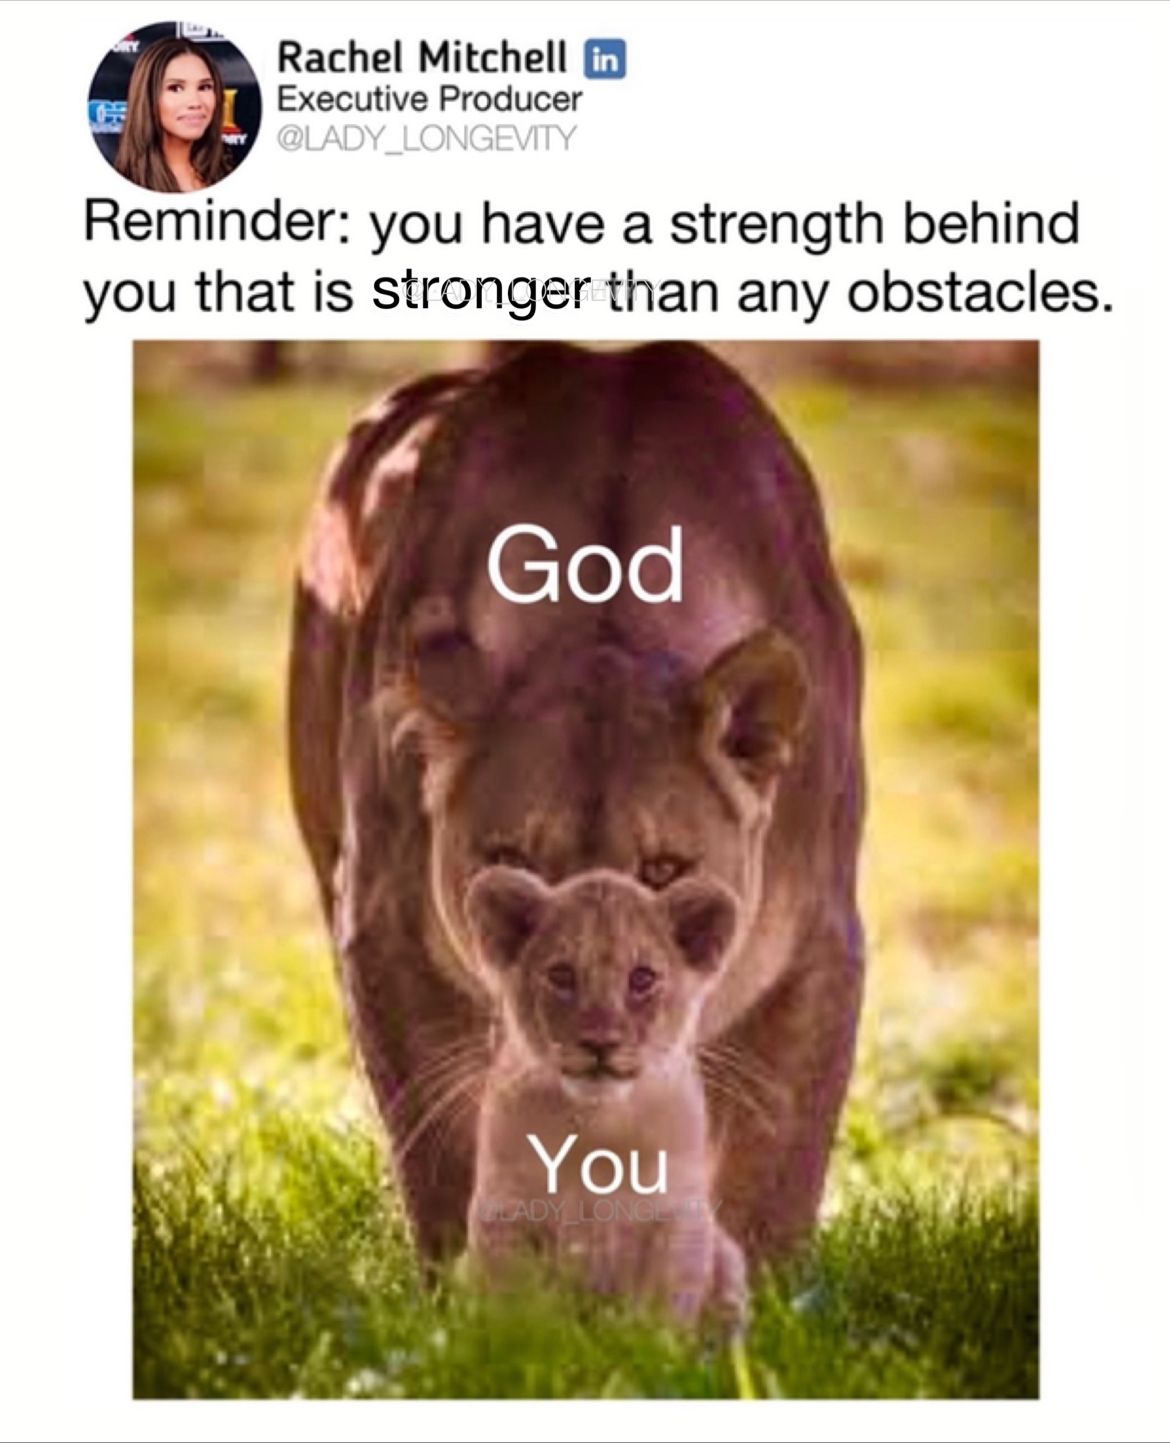 Rachel Mitchell in
Executive Producer
@LADY_LONGEVITY
Reminder: you have a strength behind
you that is stronger than any obstacles.
@LADY_LONGEVITY
God
You
@LADY_LONGEVITY